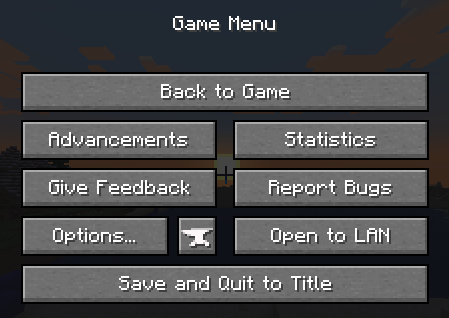 Game Menu
Back to Game
Advancements
Statistics
Give Feedback
Report Bugs
Options...
Open to LAN
Save and Quit to Title